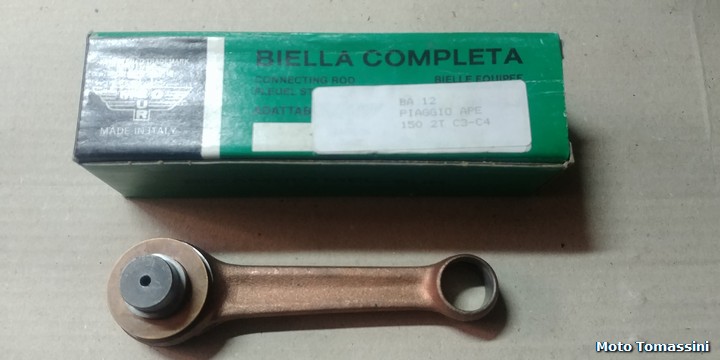 BIELLA COMPLETA
CONNECTING ROD
BIELLE EQUIPEE
MADE IN ITALY
BA 12
PIAGGIO APE
150 2T C3-C4
Moto Tomassini